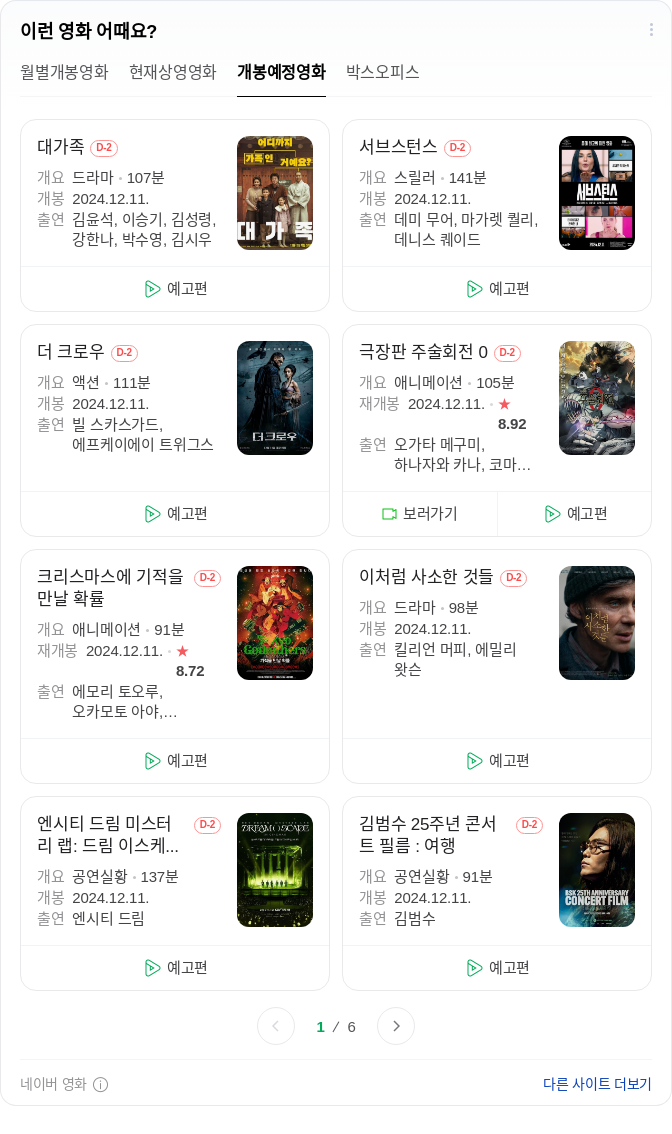 이런 영화 어때요?
월별개봉영화 현재상영영화 개봉예정영화 박스오피스
대가족 D-2
개요 드라마 · 107분
개봉 2024.12.11.
출연 김윤석, 이승기, 김성령,
강한나, 박수영, 김시우
어디까지
가족인 거예요?
대가족
예고편
서브스턴스 D-2
개요 스릴러 · 141분
개봉 2024.12.11.
출연 데미 무어, 마가렛 퀄리,
데니스 퀘이드
서브스턴스
예고편
더 크로우 D-2
개요 액션 · 111분
개봉 2024.12.11.
출연 빌 스카스가드,
에프케이에이 트위그스
더 크로우
예고편
극장판 주술회전 0 D-2
개요 애니메이션 · 105분
재개봉 2024.12.11. · ★
8.92
출연 오가타 메구미,
하나자와 카나, 코마...
보러가기 예고편
크리스마스에 기적을 D-2
만날 확률
개요 애니메이션 · 91분
재개봉 2024.12.11. · ★
8.72
출연 에모리 토오루,
오카모토 아야,...
Godfathers
예고편
이처럼 사소한 것들 D-2
개요 드라마 · 98분
개봉 2024.12.11.
출연 킬리언 머피, 에밀리
왓슨
이처럼
사소한
것들
예고편
엔시티 드림 미스터 D-2
리 랩: 드림 이스케...
개요 공연실황 · 137분
개봉 2024.12.11.
출연 엔시티 드림
DREAM( )SCAPE
예고편
김범수 25주년 콘서 D-2
트 필름 : 여행
개요 공연실황 · 91분
개봉 2024.12.11.
출연 김범수
BSK 25TH ANNIVERSARY
CONCERT FILM
예고편
1 / 6
네이버 영화
다른 사이트 더보기